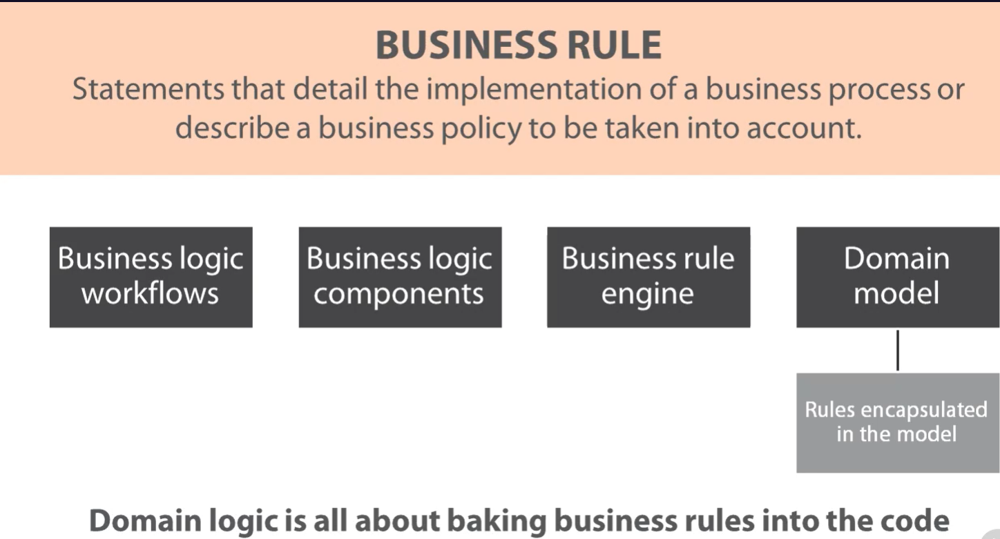 BUSINESS RULE
Statements that detail the implementation of a business process or
describe a business policy to be taken into account.
Business logic
workflows
Business logic
components
Business rule
engine
Domain
model
Rules encapsulated
in the model
Domain logic is all about baking business rules into the code